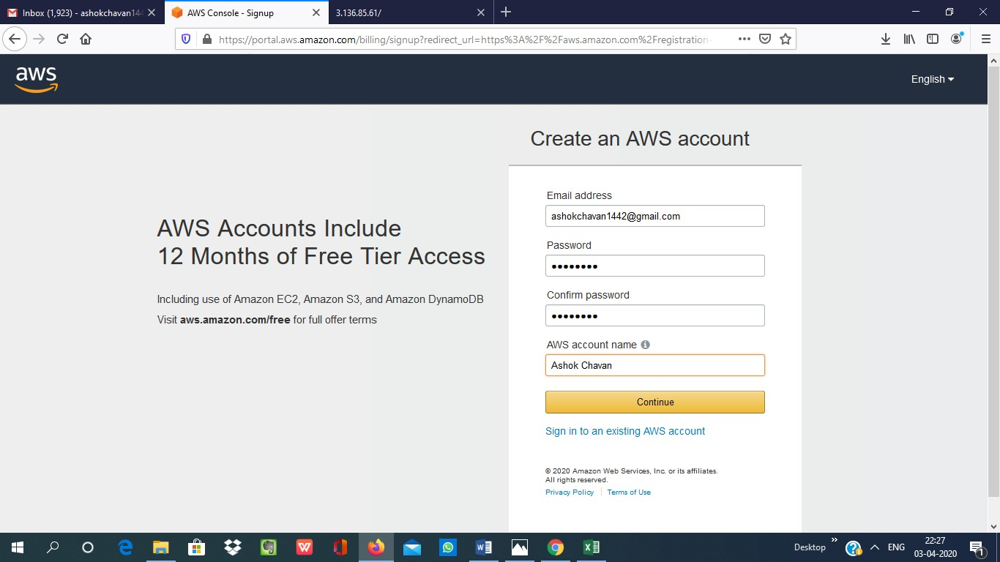 Inbox (1,923) - ashokchavan144
AWS Console - Signup
3.136.85.61/
https://portal.aws.amazon.com/billing/signup?redirect_url=https%3A%2F%2Faws.amazon.com%2Fregistration-
aws
English
Create an AWS account
AWS Accounts Include
12 Months of Free Tier Access
Including use of Amazon EC2, Amazon S3, and Amazon DynamoDB
Visit aws.amazon.com/free for full offer terms
Email address
ashokchavan1442@gmail.com
Password
••••••••
Confirm password
••••••••
AWS account name
Ashok Chavan
Continue
Sign in to an existing AWS account
© 2020 Amazon Web Services, Inc. or its affiliates.
All rights reserved.
Privacy Policy
Terms of Use
Desktop
ENG
22:27
03-04-2020
1